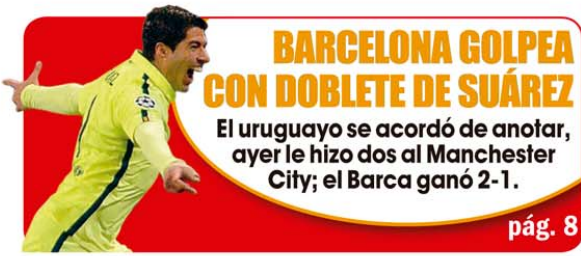 BARCELONA GOLPEA
CON DOBLETE DE SUÁREZ
El uruguayo se acordó de anotar,
ayer le hizo dos al Manchester
City; el Barca ganó 2-1.
pág. 8